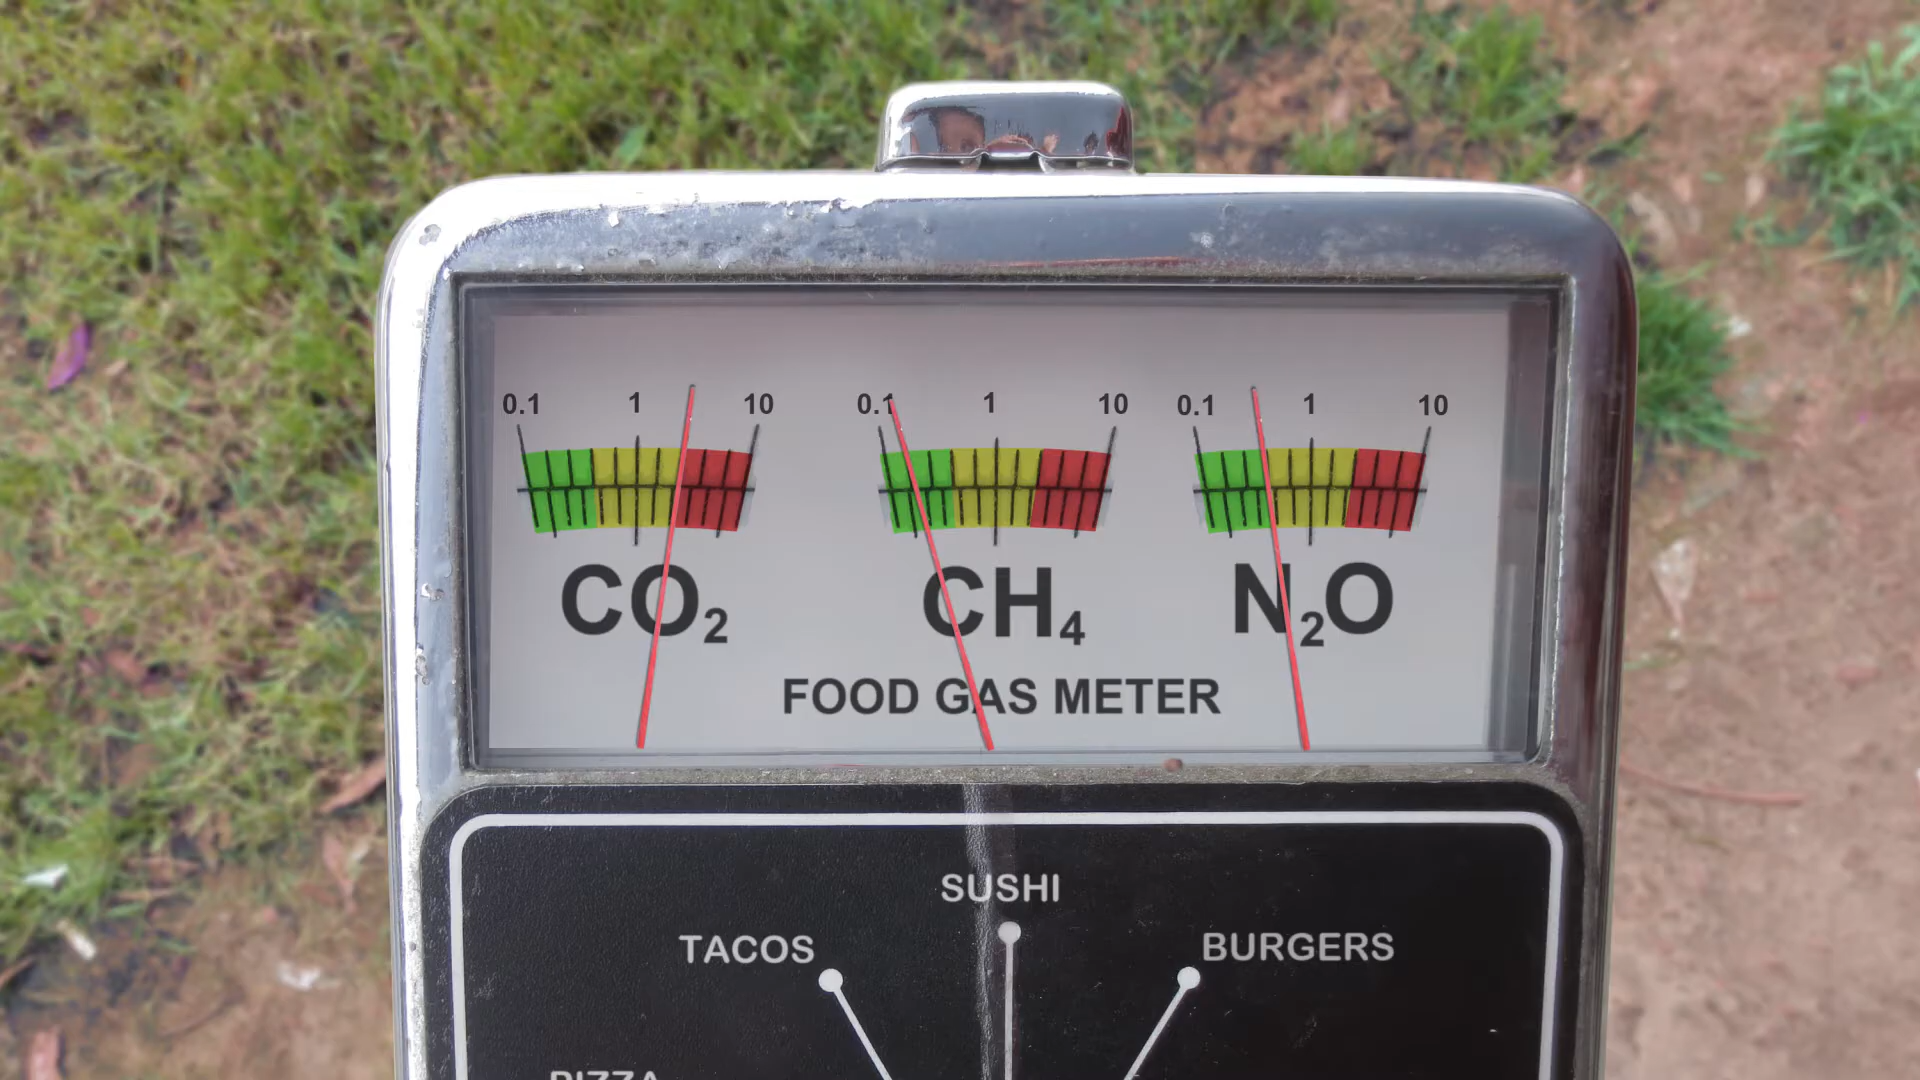 0.1 1 10 0.1 1 10 0.1 1 10
CO₂ CH₄ N₂O
FOOD GAS METER
SUSHI
TACOS BURGERS
PIZZA